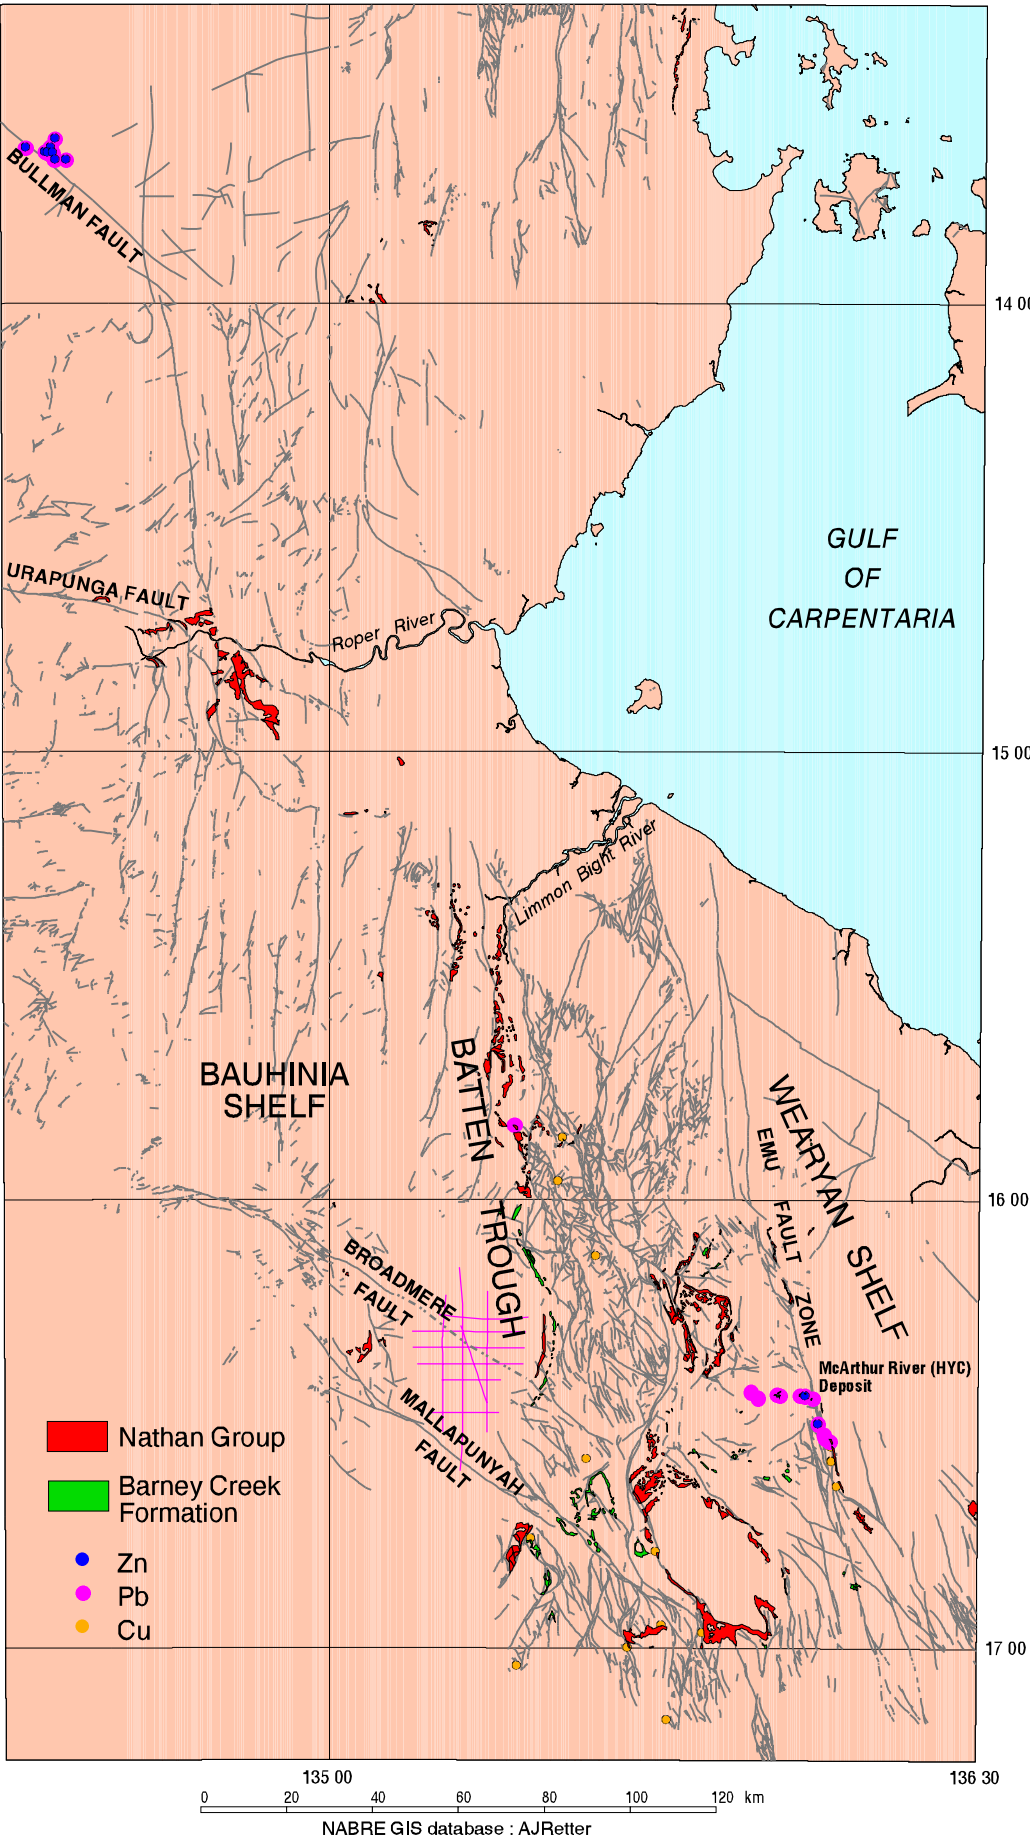 BULLMAN FAULT
14 00
GULF
OF
CARPENTARIA
URAPUNGA FAULT
Roper River
15 00
Limmon Bight River
BAUHINIA
SHELF
BATTEN
TROUGH
WEARYAN SHELF
EMU FAULT ZONE
16 00
BROADMERE
FAULT
McArthur River (HYC)
Deposit
MALLAPUNYAH
FAULT
Nathan Group
Barney Creek
Formation
Zn
Pb
Cu
17 00
135 00
136 30
0 20 40 60 80 100 120 km
NABRE GIS database : AJRetter